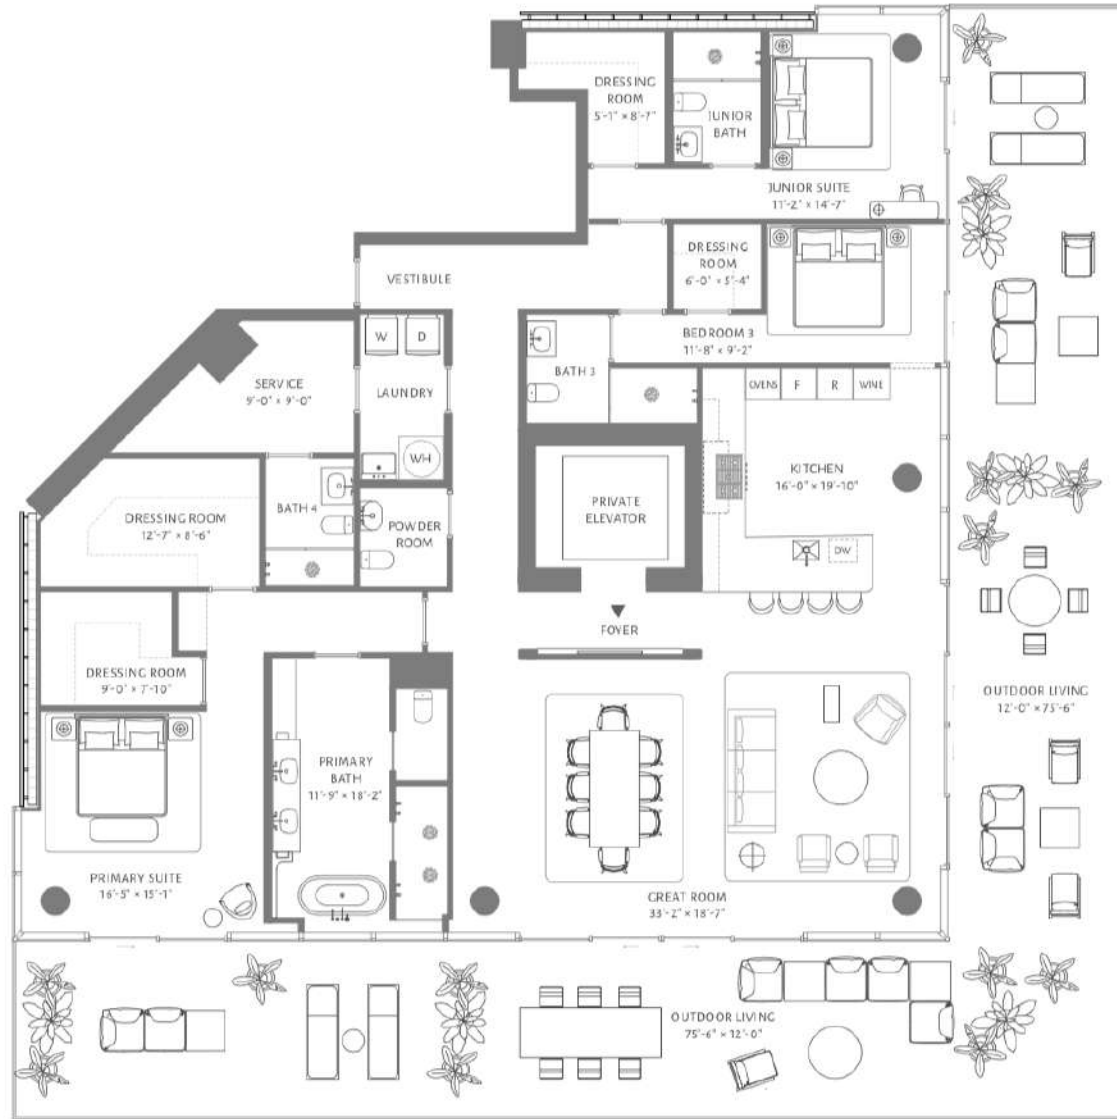 DRESSING
ROOM
5'-1" × 8'-7"
JUNIOR
BATH
JUNIOR SUITE
11'-2" × 14'-7"
DRESSING
ROOM
6'-0" × 5'-4"
VESTIBULE
BEDROOM 3
11'-8" × 9'-2"
W
D
BATH 3
SERVICE
9'-0" × 9'-0"
LAUNDRY
OVENS
F
R
WINE
WH
KITCHEN
16'-0" × 19'-10"
PRIVATE
ELEVATOR
DRESSING ROOM
12'-7" × 8'-6"
BATH 4
POWDER
ROOM
DW
FOYER
DRESSING ROOM
9'-0" × 7'-10"
OUTDOOR LIVING
12'-0" × 75'-6"
PRIMARY
BATH
11'-9" × 18'-2"
PRIMARY SUITE
16'-5" × 15'-1"
GREAT ROOM
33'-2" × 18'-7"
OUTDOOR LIVING
75'-6" × 12'-0"